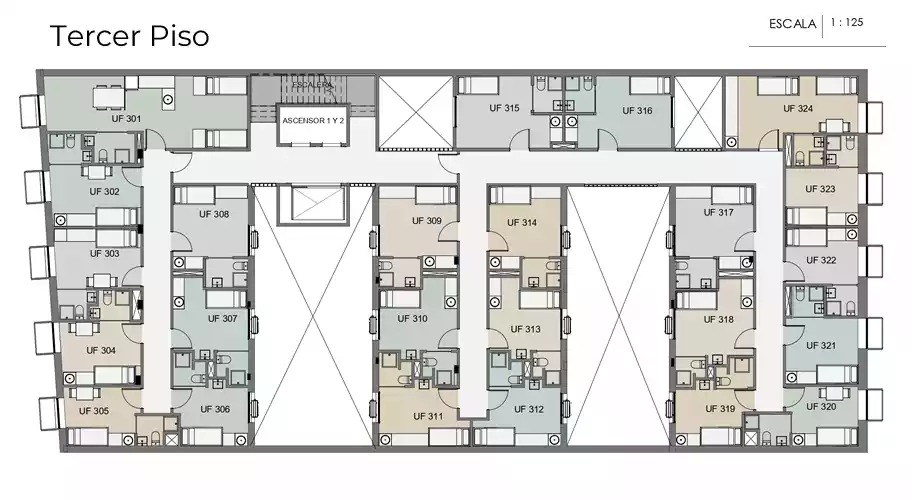 Tercer Piso
ESCALA 1 : 125
ESCALERA
ASCENSOR 1 Y 2
UF 301
UF 315
UF 316
UF 324
UF 302
UF 323
UF 308
UF 309
UF 314
UF 317
UF 303
UF 322
UF 307
UF 310
UF 313
UF 318
UF 304
UF 321
UF 305
UF 306
UF 311
UF 312
UF 319
UF 320